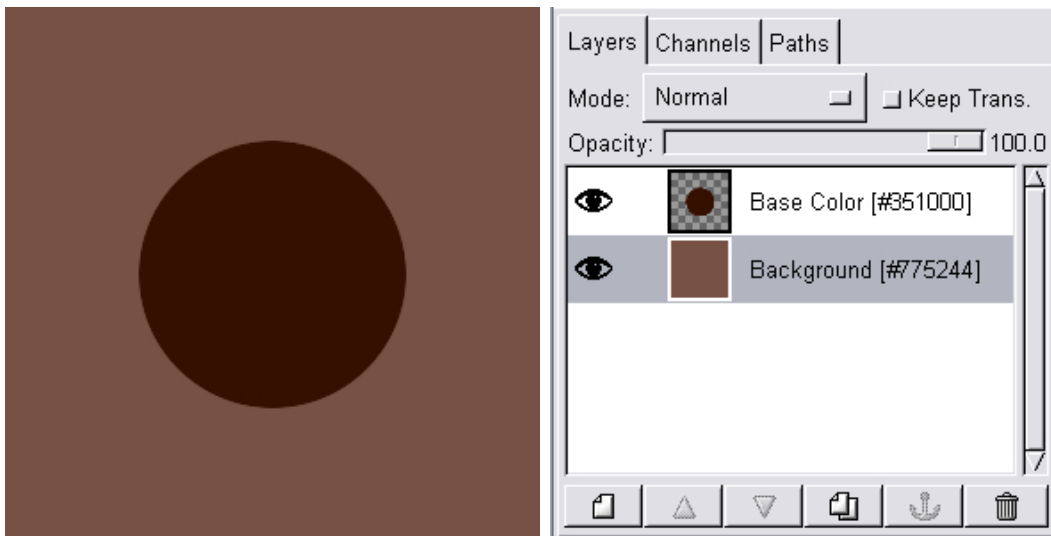 Layers Channels Paths
Mode: Normal Keep Trans.
Opacity: 100.0
Base Color [#351000]
Background [#775244]